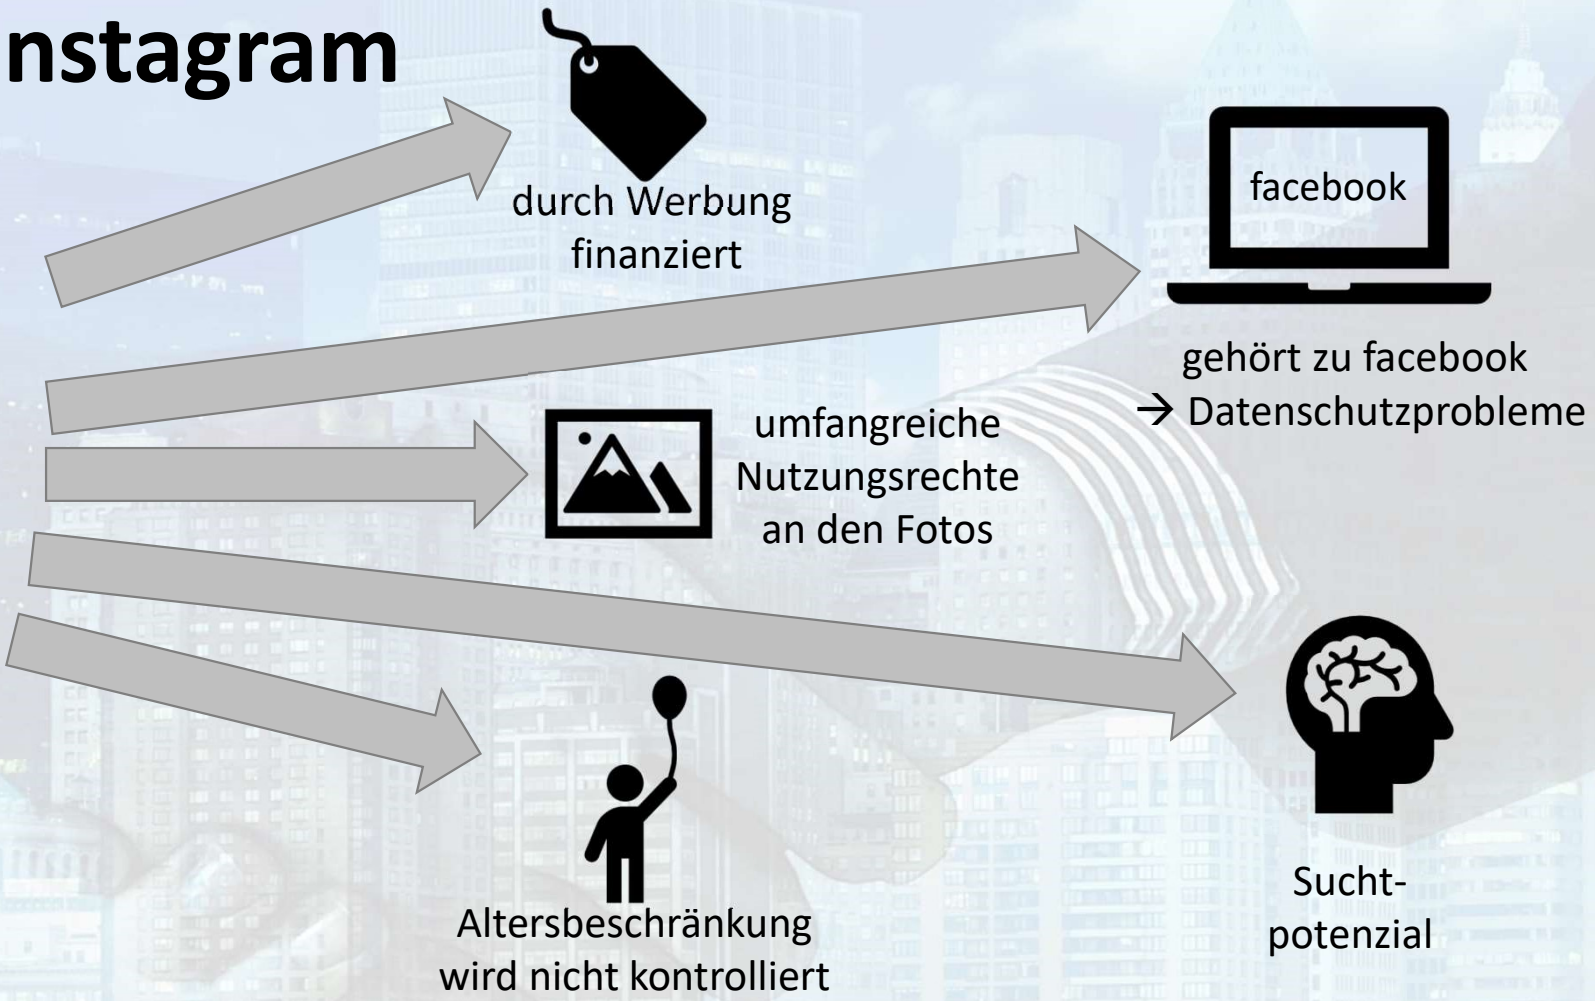 nstagram
durch Werbung
finanziert
facebook
gehört zu facebook
→ Datenschutzprobleme
umfangreiche
Nutzungsrechte
an den Fotos
Altersbeschränkung
wird nicht kontrolliert
Sucht-
potenzial